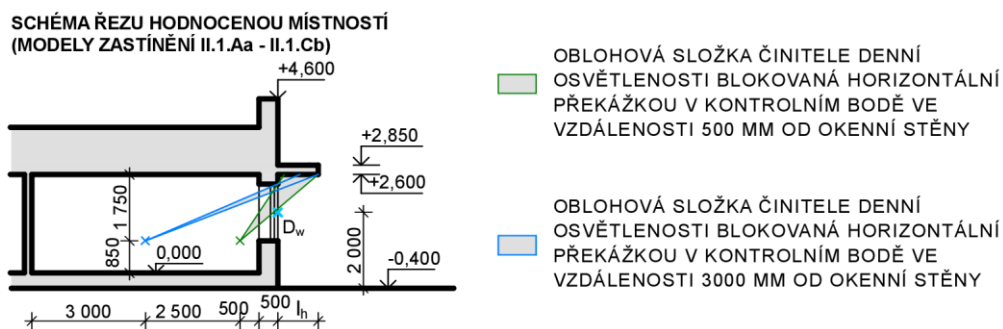 SCHÉMA ŘEZU HODNOCENOU MÍSTNOSTÍ
(MODELY ZASTÍNĚNÍ II.1.Aa - II.1.Cb)
+4,600
+2,850
+2,600
1 750
850
0,000
Dw
2 000
-0,400
3 000
2 500
500
500
lh
OBLOHOVÁ SLOŽKA ČINITELE DENNÍ
OSVĚTLENOSTI BLOKOVANÁ HORIZONTÁLNÍ
PŘEKÁŽKOU V KONTROLNÍM BODĚ VE
VZDÁLENOSTI 500 MM OD OKENNÍ STĚNY
OBLOHOVÁ SLOŽKA ČINITELE DENNÍ
OSVĚTLENOSTI BLOKOVANÁ HORIZONTÁLNÍ
PŘEKÁŽKOU V KONTROLNÍM BODĚ VE
VZDÁLENOSTI 3000 MM OD OKENNÍ STĚNY